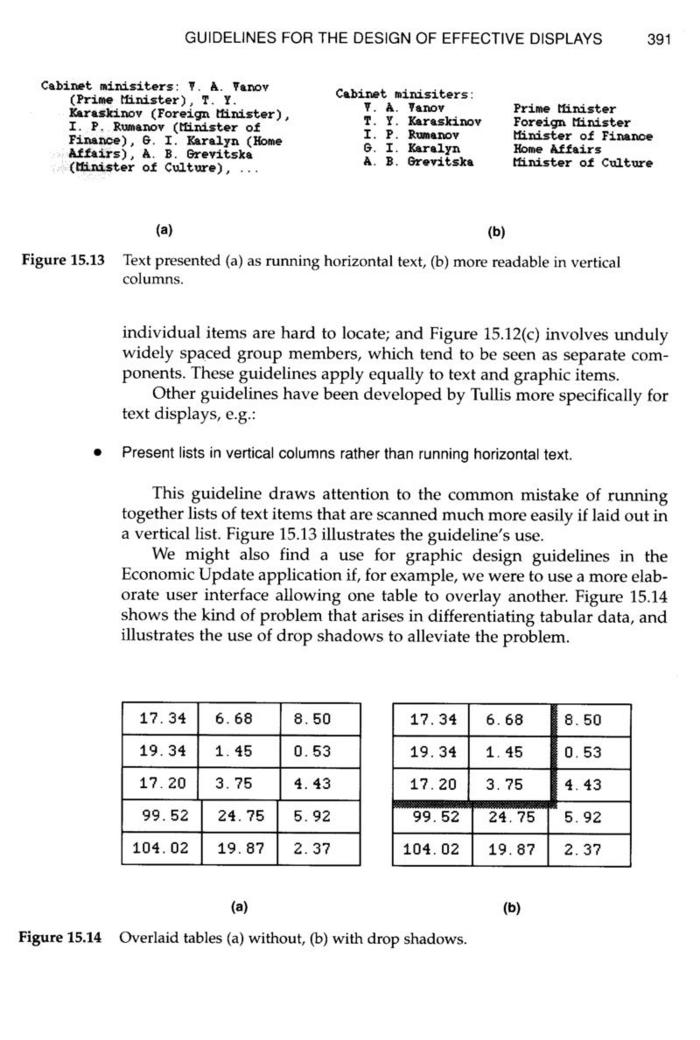 GUIDELINES FOR THE DESIGN OF EFFECTIVE DISPLAYS 391
Cabinet minisiters: V. A. Vanov
(Prime Minister), T. Y.
Karaskinov (Foreign Minister),
I. P. Rumanov (Minister of
Finance), G. I. Karalyn (Home
Affairs), A. B. Grevitska
(Minister of Culture), ...
(a)
Cabinet minisiters:
V. A. Vanov Prime Minister
T. Y. Karaskinov Foreign Minister
I. P. Rumanov Minister of Finance
G. I. Karalyn Home Affairs
A. B. Grevitska Minister of Culture
(b)
Figure 15.13 Text presented (a) as running horizontal text, (b) more readable in vertical
columns.
individual items are hard to locate; and Figure 15.12(c) involves unduly
widely spaced group members, which tend to be seen as separate com-
ponents. These guidelines apply equally to text and graphic items.
Other guidelines have been developed by Tullis more specifically for
text displays, e.g.:
• Present lists in vertical columns rather than running horizontal text.
This guideline draws attention to the common mistake of running
together lists of text items that are scanned much more easily if laid out in
a vertical list. Figure 15.13 illustrates the guideline's use.
We might also find a use for graphic design guidelines in the
Economic Update application if, for example, we were to use a more elab-
orate user interface allowing one table to overlay another. Figure 15.14
shows the kind of problem that arises in differentiating tabular data, and
illustrates the use of drop shadows to alleviate the problem.
17.34 6.68 8.50
19.34 1.45 0.53
17.20 3.75 4.43
99.52 24.75 5.92
104.02 19.87 2.37
(a)
17.34 6.68 8.50
19.34 1.45 0.53
17.20 3.75 4.43
99.52 24.75 5.92
104.02 19.87 2.37
(b)
Figure 15.14 Overlaid tables (a) without, (b) with drop shadows.